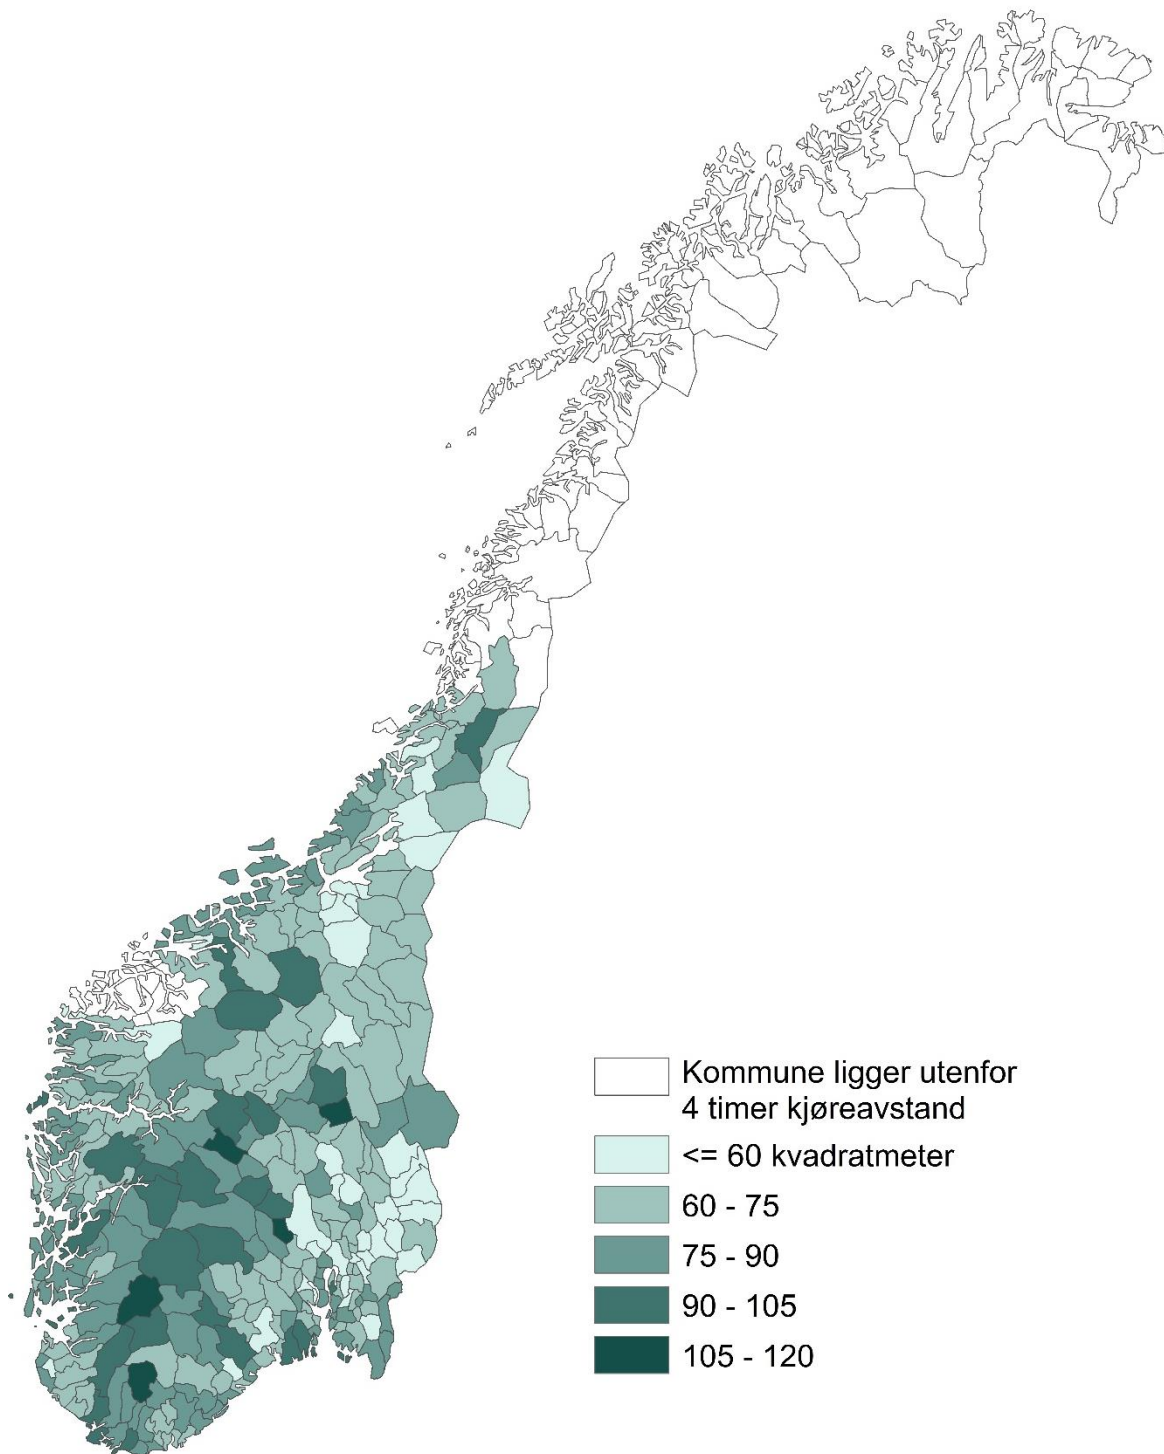 Kommune ligger utenfor
4 timer kjøreavstand
<= 60 kvadratmeter
60 - 75
75 - 90
90 - 105
105 - 120